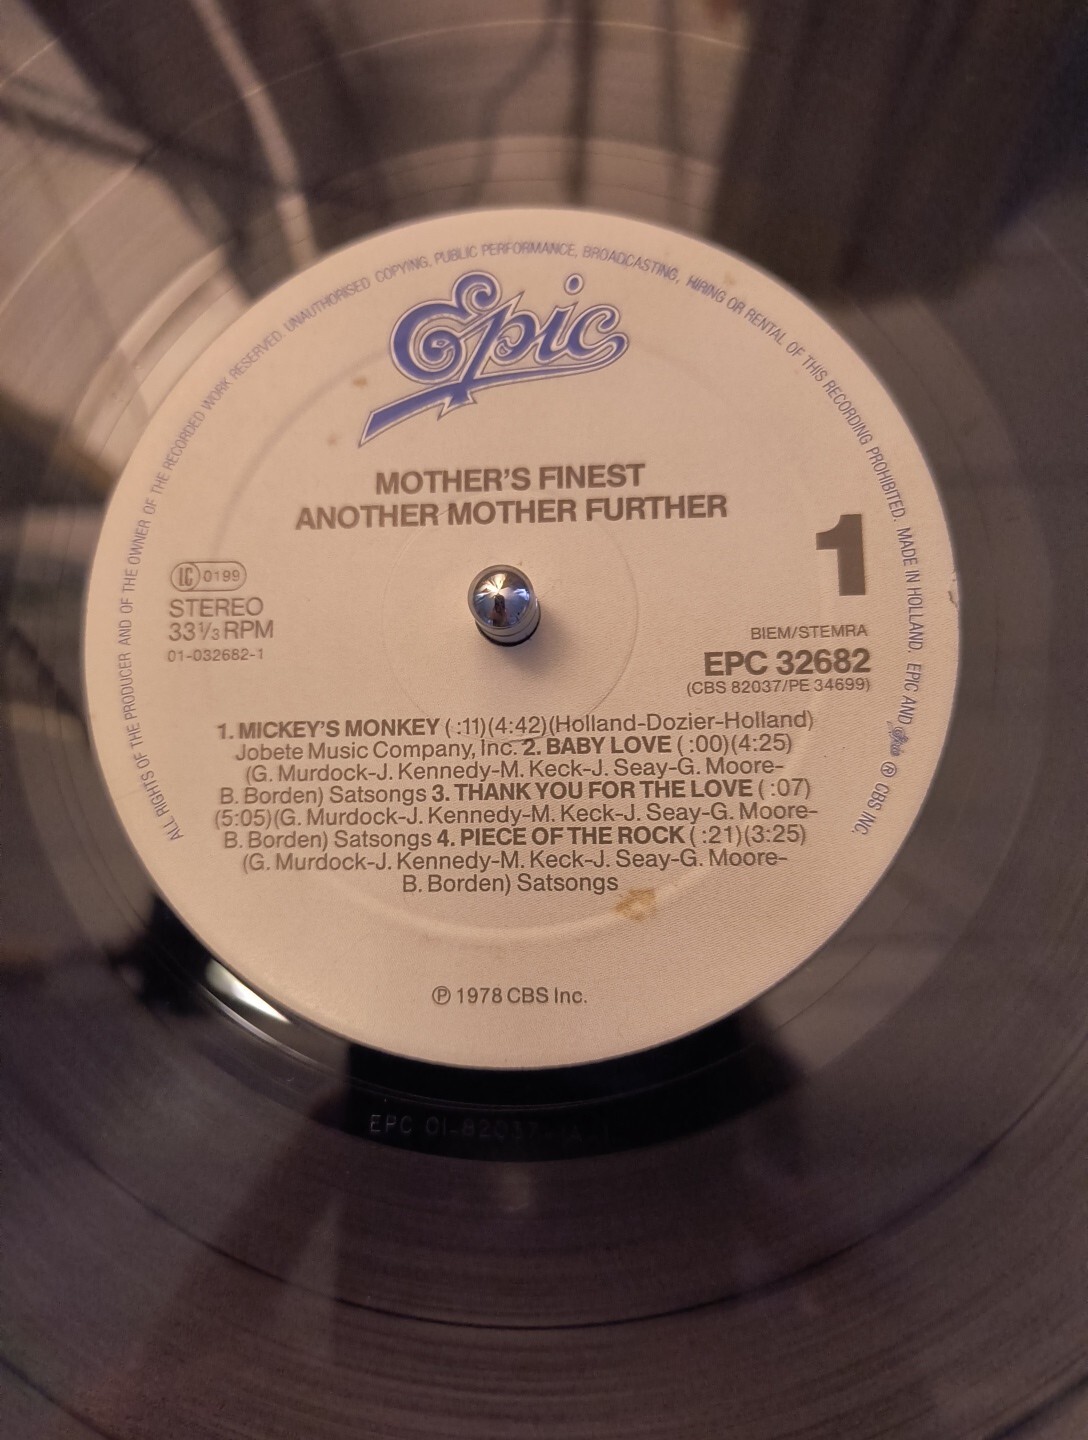 ALL RIGHTS OF THE PRODUCER AND OF THE OWNER OF THE RECORDED WORK RESERVED. UNAUTHORISED COPYING, PUBLIC PERFORMANCE, BROADCASTING, HIRING OR RENTAL OF THIS RECORDING PROHIBITED. MADE IN HOLLAND. EPIC AND Epic ® CBS INC.
Epic
MOTHER'S FINEST
ANOTHER MOTHER FURTHER
1
LC 0199
STEREO
33⅓ RPM
01-032682-1
BIEM/STEMRA
EPC 32682
(CBS 82037/PE 34699)
1. MICKEY'S MONKEY ( :11)(4:42)(Holland-Dozier-Holland)
Jobete Music Company, Inc. 2. BABY LOVE ( :00)(4:25)
(G. Murdock-J. Kennedy-M. Keck-J. Seay-G. Moore-
B. Borden) Satsongs 3. THANK YOU FOR THE LOVE ( :07)
(5:05)(G. Murdock-J. Kennedy-M. Keck-J. Seay-G. Moore-
B. Borden) Satsongs 4. PIECE OF THE ROCK ( :21)(3:25)
(G. Murdock-J. Kennedy-M. Keck-J. Seay-G. Moore-
B. Borden) Satsongs
℗ 1978 CBS Inc.
EPC 01-82037